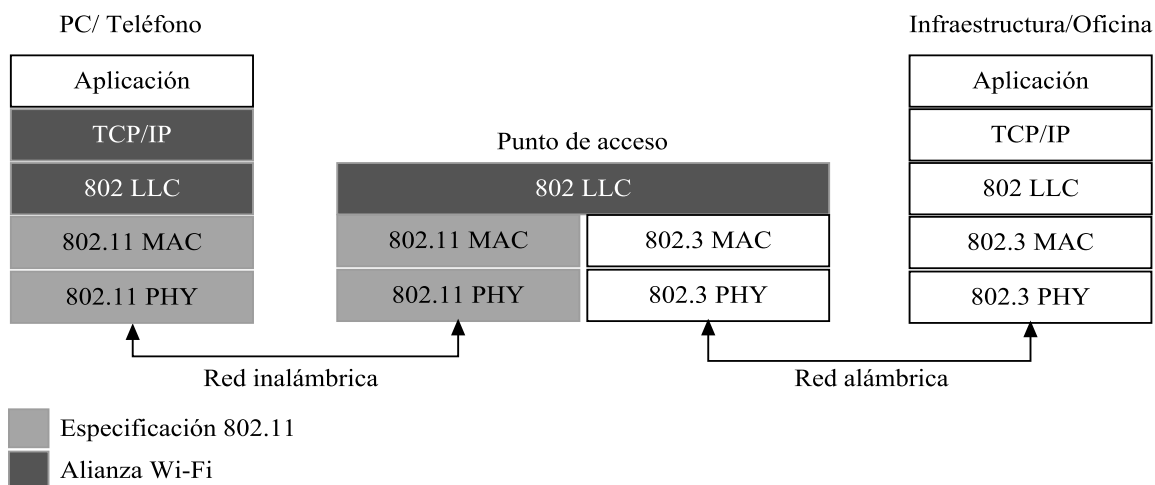 PC/ Teléfono
Infraestructura/Oficina
Aplicación
Aplicación
TCP/IP
TCP/IP
Punto de acceso
802 LLC
802 LLC
802 LLC
802.11 MAC
802.11 MAC
802.3 MAC
802.3 MAC
802.11 PHY
802.11 PHY
802.3 PHY
802.3 PHY
Red inalámbrica
Red alámbrica
Especificación 802.11
Alianza Wi-Fi